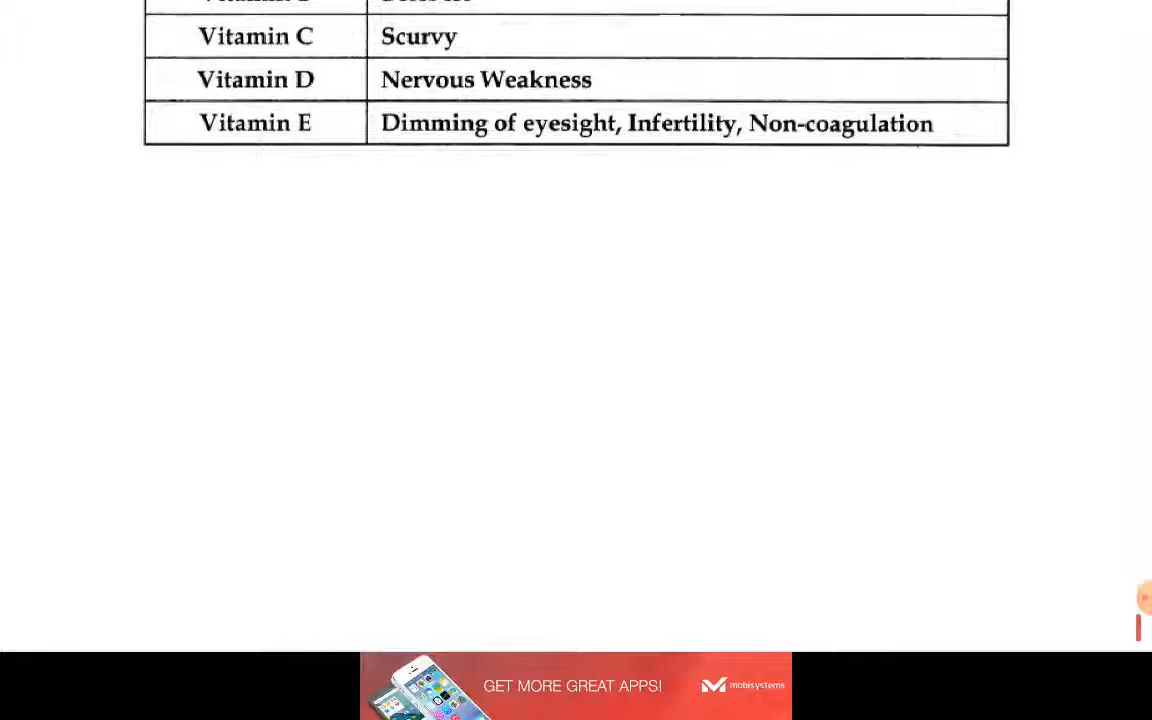 Vitamin C Scurvy
Vitamin D Nervous Weakness
Vitamin E Dimming of eyesight, Infertility, Non-coagulation
GET MORE GREAT APPS! mobisystems